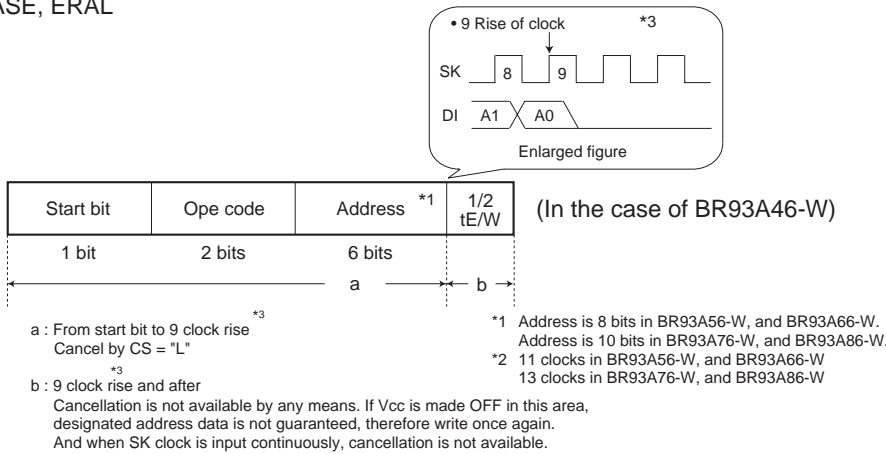 ASE, ERAL
• 9 Rise of clock *3
SK 8 9
DI A1 A0
Enlarged figure
Start bit Ope code Address *1 1/2 tE/W (In the case of BR93A46-W)
1 bit 2 bits 6 bits
a b
a : From start bit to 9 clock rise *3
Cancel by CS = "L"
*3
b : 9 clock rise and after
Cancellation is not available by any means. If Vcc is made OFF in this area,
designated address data is not guaranteed, therefore write once again.
And when SK clock is input continuously, cancellation is not available.
*1 Address is 8 bits in BR93A56-W, and BR93A66-W.
Address is 10 bits in BR93A76-W, and BR93A86-W.
*2 11 clocks in BR93A56-W, and BR93A66-W
13 clocks in BR93A76-W, and BR93A86-W